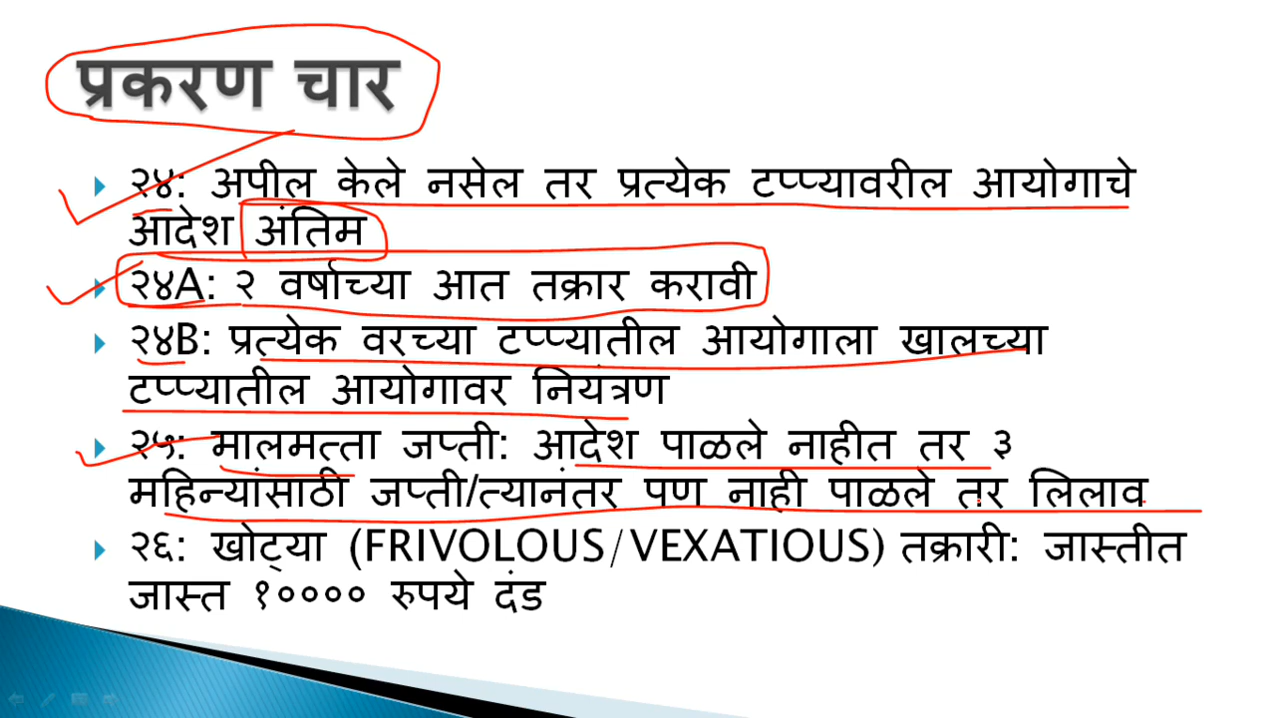 प्रकरण चार
२४: अपील केले नसेल तर प्रत्येक टप्प्यावरील आयोगाचे
आदेश अंतिम
२४A: २ वर्षाच्या आत तक्रार करावी
२४B: प्रत्येक वरच्या टप्प्यातील आयोगाला खालच्या
टप्प्यातील आयोगावर नियंत्रण
२५: मालमत्ता जप्ती: आदेश पाळले नाहीत तर ३
महिन्यांसाठी जप्ती/त्यानंतर पण नाही पाळले तर लिलाव
२६: खोट्या (FRIVOLOUS/VEXATIOUS) तक्रारी: जास्तीत
जास्त १०००० रुपये दंड